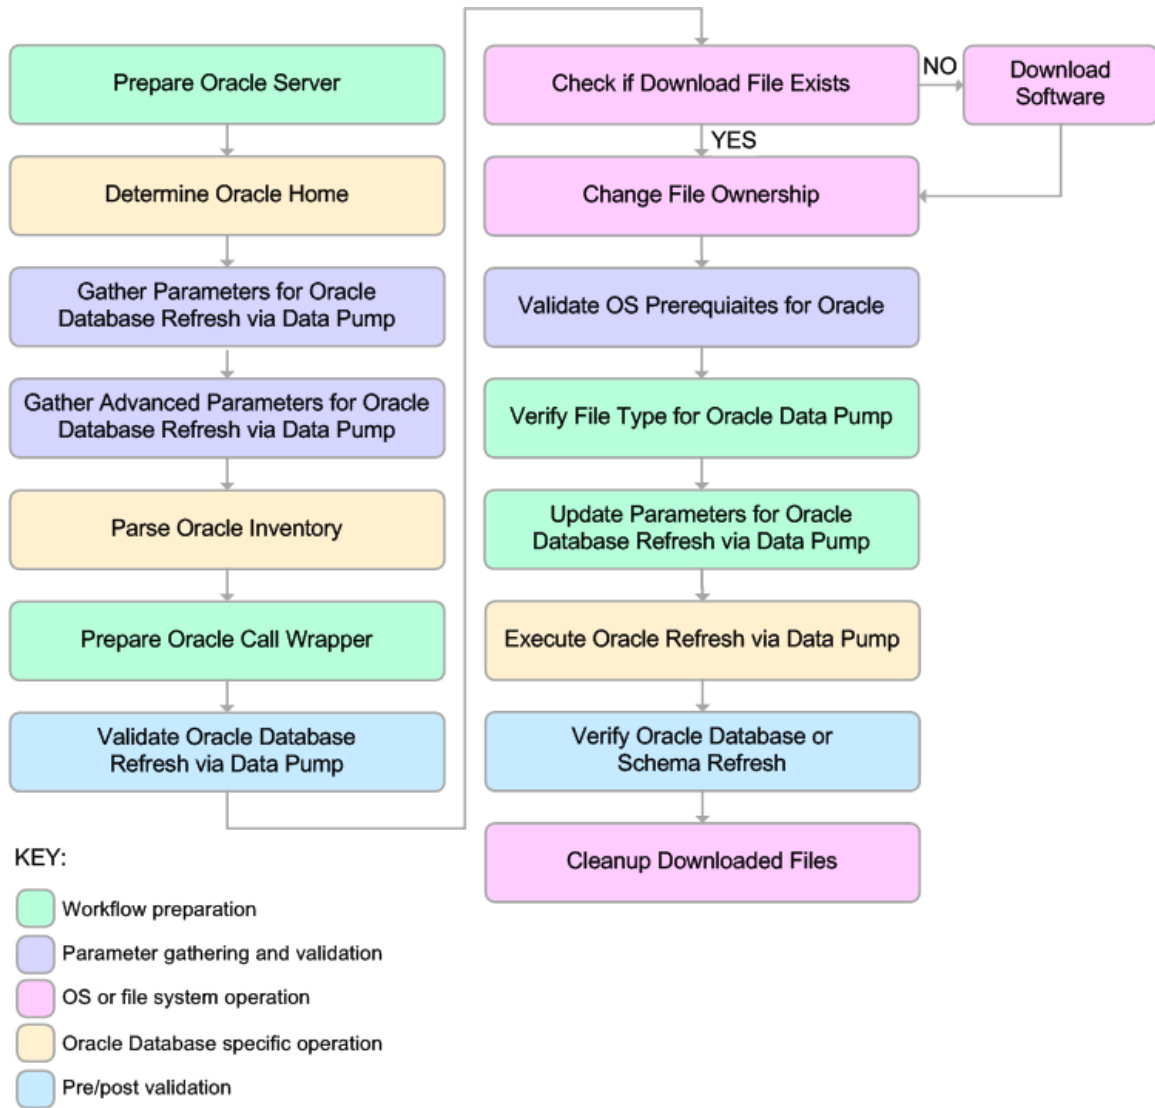 Prepare Oracle Server
Determine Oracle Home
Gather Parameters for Oracle
Database Refresh via Data Pump
Gather Advanced Parameters for Oracle
Database Refresh via Data Pump
Parse Oracle Inventory
Prepare Oracle Call Wrapper
Validate Oracle Database
Refresh via Data Pump
Check if Download File Exists
NO
Download
Software
YES
Change File Ownership
Validate OS Prerequiaites for Oracle
Verify File Type for Oracle Data Pump
Update Parameters for Oracle
Database Refresh via Data Pump
Execute Oracle Refresh via Data Pump
Verify Oracle Database or
Schema Refresh
Cleanup Downloaded Files
KEY:
Workflow preparation
Parameter gathering and validation
OS or file system operation
Oracle Database specific operation
Pre/post validation